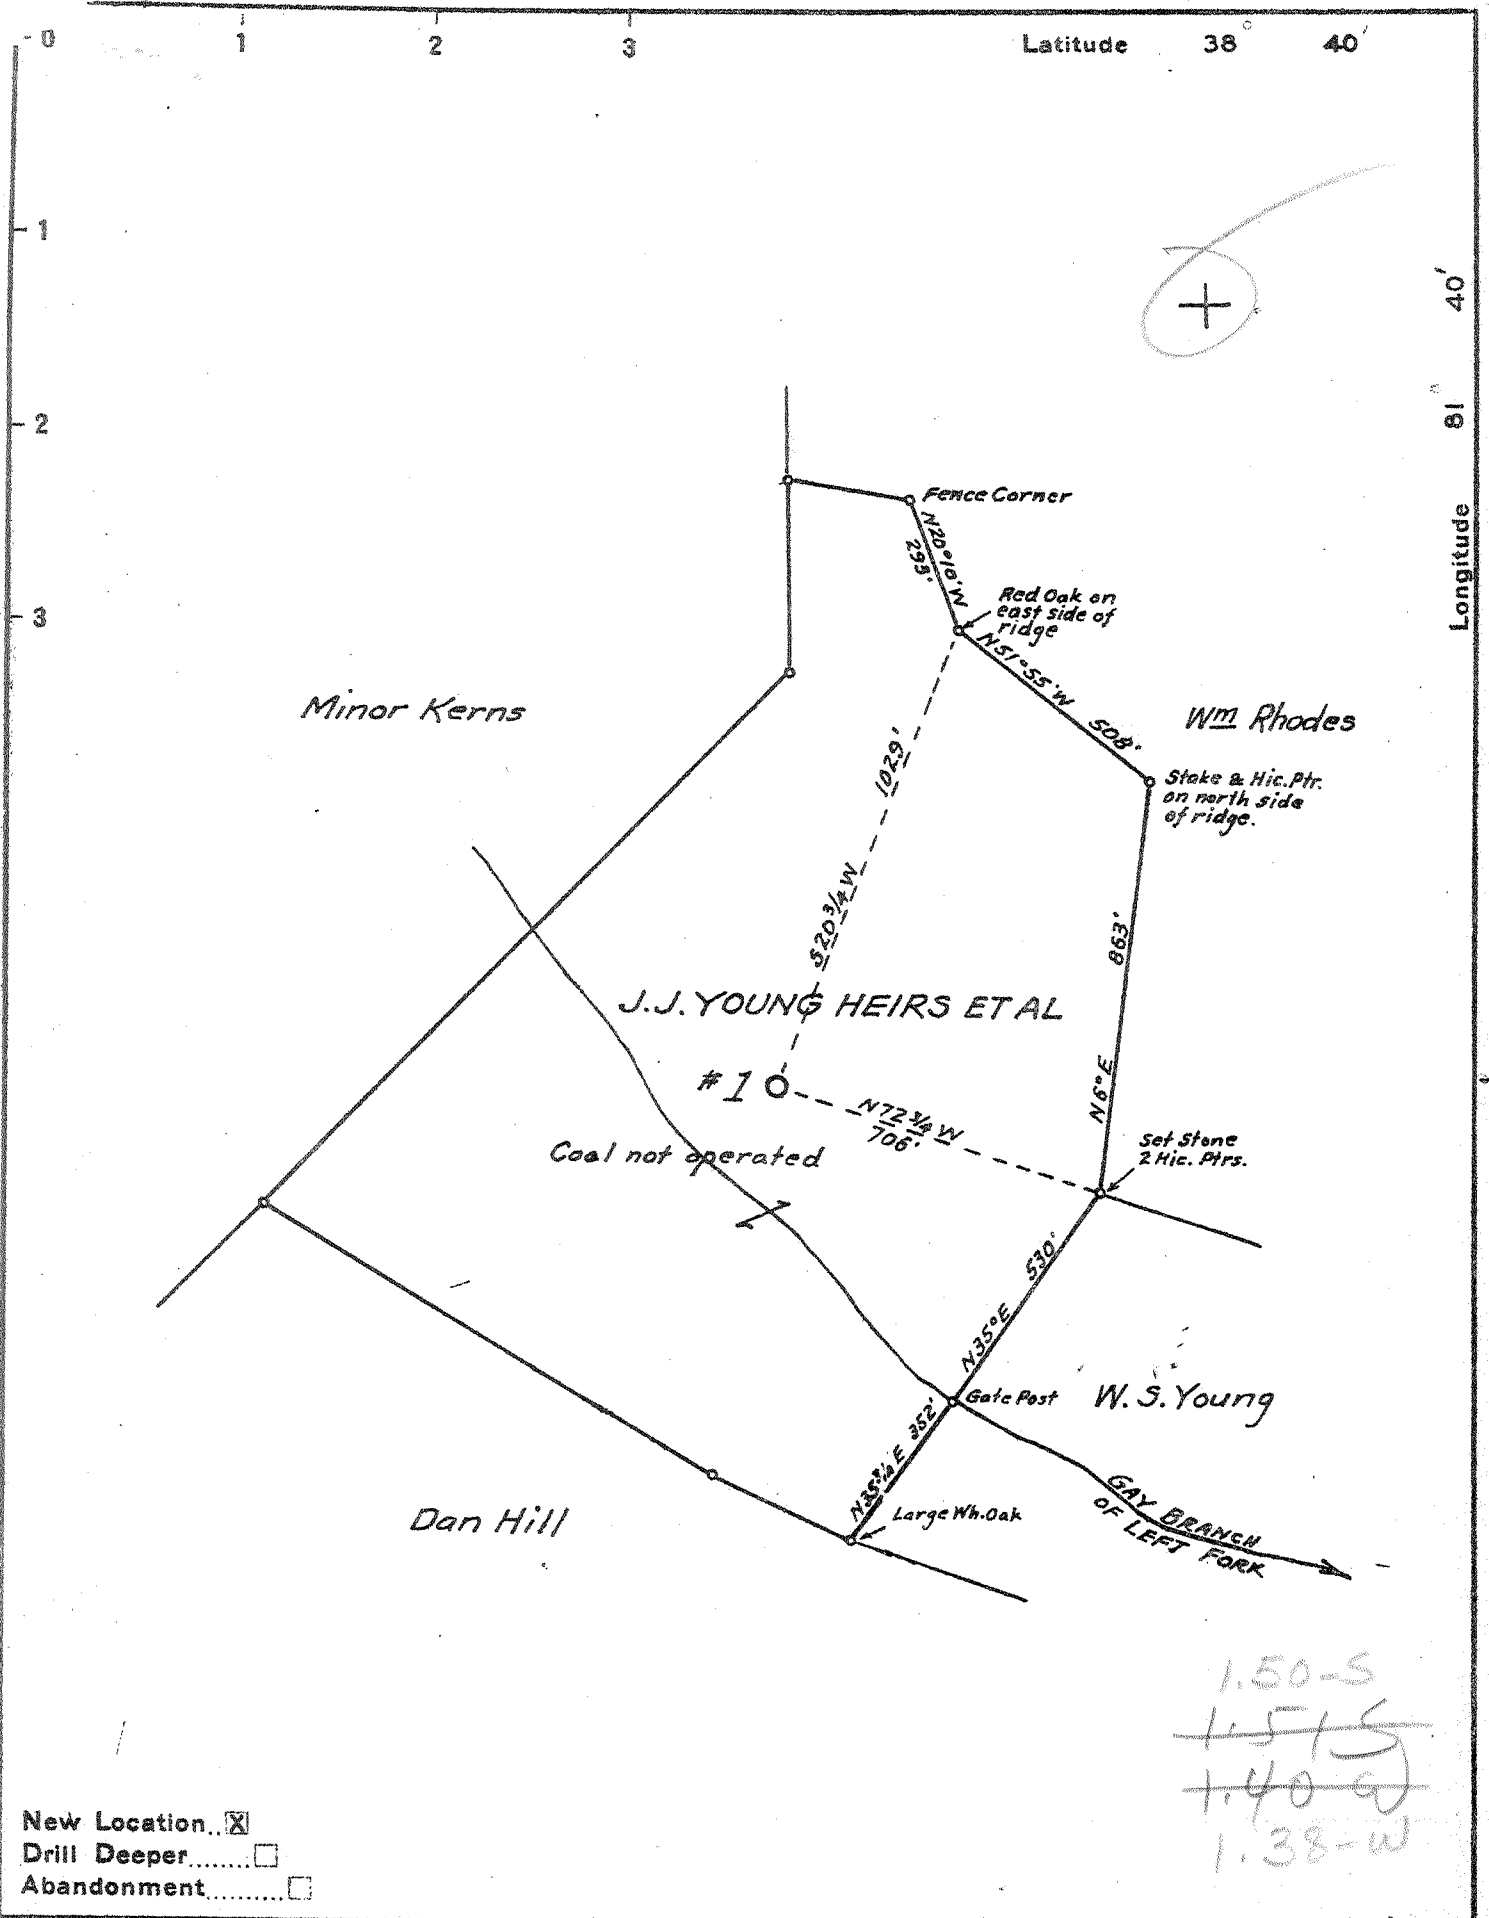 0 1 2 3 Latitude 38° 40'
1
2
3
Longitude 81° 40'
Fence Corner
N20°10'W
295'
Red Oak on
east side of
ridge
N51°55'W 508'
Minor Kerns
Wm Rhodes
Stake & Hic. Ptr.
on north side
of ridge.
1029'
S20 3/4 W
863'
N6°E
J.J. YOUNG HEIRS ET AL
#1
N72 3/4 W
706'
Coal not operated
Set Stone
2 Hic. Ptrs.
530'
N35°E
Gate Post
W. S. Young
N35 3/4 E 352'
Large Wh. Oak
Dan Hill
GAY BRANCH
OF LEFT FORK
1.50-S
1.51 S
1.40 W
1.38-W
New Location..X
Drill Deeper........
Abandonment..........